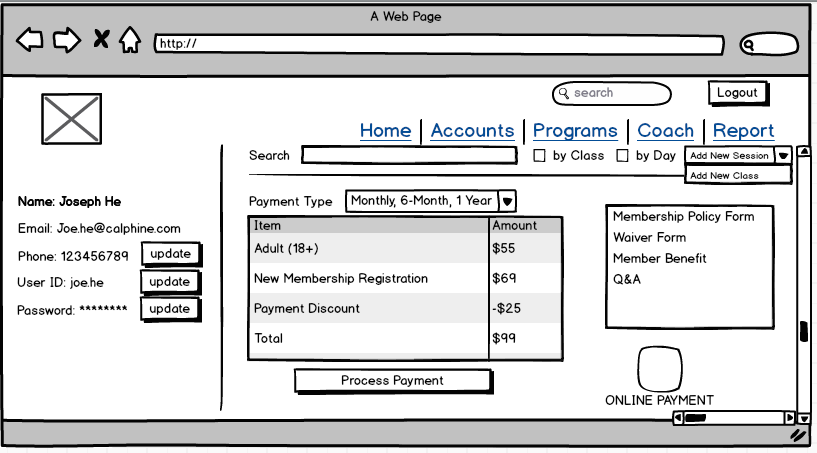 A Web Page
http://
search
Logout
Home Accounts Programs Coach Report
Search by Class by Day Add New Session
Add New Class
Name: Joseph He
Email: Joe.he@calphine.com
Phone: 123456789 update
User ID: joe.he update
Password: ******** update
Payment Type Monthly, 6-Month, 1 Year
Item Amount
Adult (18+) $55
New Membership Registration $69
Payment Discount -$25
Total $99
Process Payment
Membership Policy Form
Waiver Form
Member Benefit
Q&A
ONLINE PAYMENT